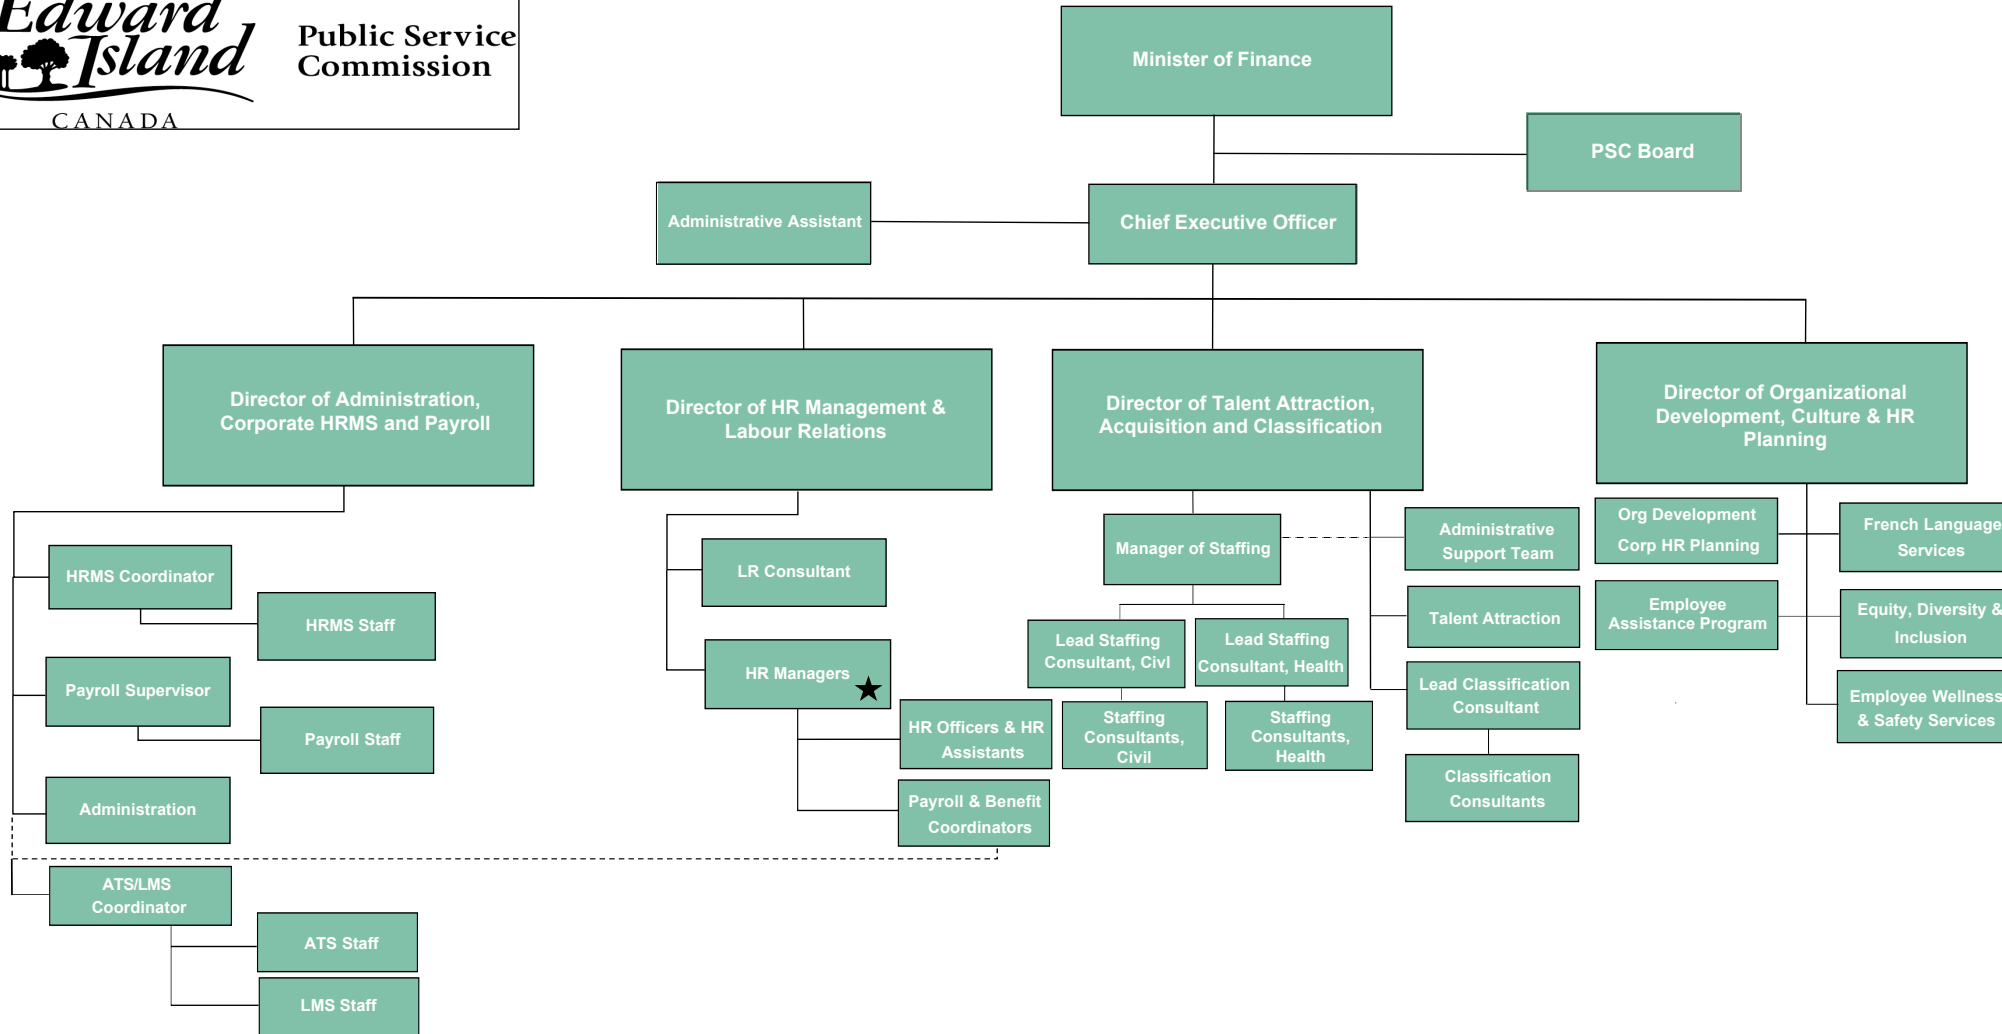 Edward
Island
CANADA
Public Service
Commission
Minister of Finance
PSC Board
Administrative Assistant
Chief Executive Officer
Director of Administration,
Corporate HRMS and Payroll
Director of HR Management &
Labour Relations
Director of Talent Attraction,
Acquisition and Classification
Director of Organizational
Development, Culture & HR
Planning
HRMS Coordinator
HRMS Staff
Payroll Supervisor
Payroll Staff
Administration
ATS/LMS
Coordinator
ATS Staff
LMS Staff
LR Consultant
HR Managers
HR Officers & HR
Assistants
Payroll & Benefit
Coordinators
Manager of Staffing
Lead Staffing
Consultant, Civl
Lead Staffing
Consultant, Health
Staffing
Consultants,
Civil
Staffing
Consultants,
Health
Administrative
Support Team
Talent Attraction
Lead Classification
Consultant
Classification
Consultants
Org Development
Corp HR Planning
Employee
Assistance Program
French Language
Services
Equity, Diversity &
Inclusion
Employee Wellness
& Safety Services